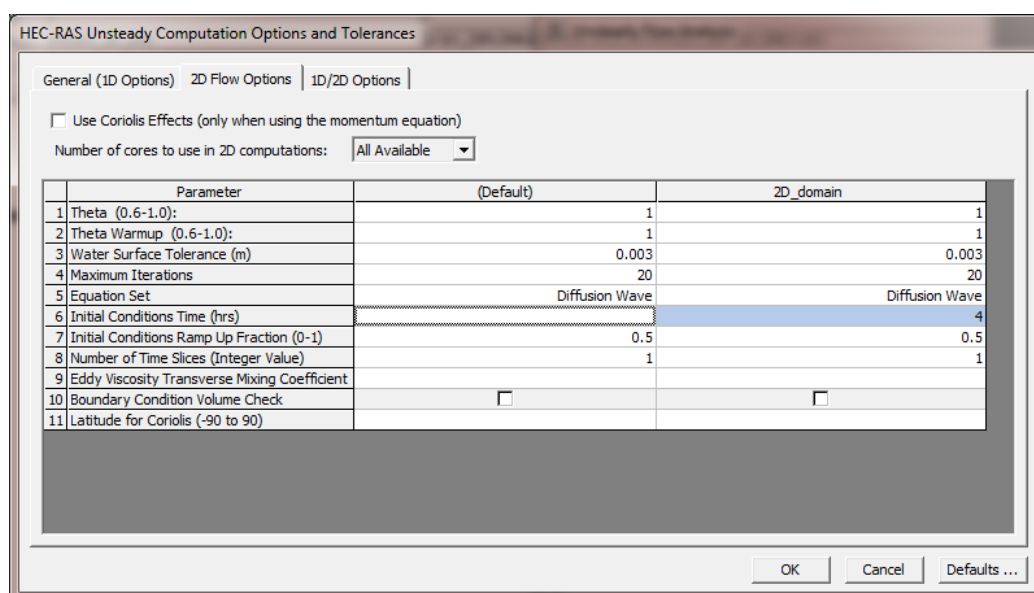 HEC-RAS Unsteady Computation Options and Tolerances
General (1D Options) 2D Flow Options 1D/2D Options
Use Coriolis Effects (only when using the momentum equation)
Number of cores to use in 2D computations: All Available
Parameter (Default) 2D_domain
1 Theta (0.6-1.0): 1 1
2 Theta Warmup (0.6-1.0): 1 1
3 Water Surface Tolerance (m) 0.003 0.003
4 Maximum Iterations 20 20
5 Equation Set Diffusion Wave Diffusion Wave
6 Initial Conditions Time (hrs) 4
7 Initial Conditions Ramp Up Fraction (0-1) 0.5 0.5
8 Number of Time Slices (Integer Value) 1 1
9 Eddy Viscosity Transverse Mixing Coefficient
10 Boundary Condition Volume Check
11 Latitude for Coriolis (-90 to 90)
OK Cancel Defaults ...